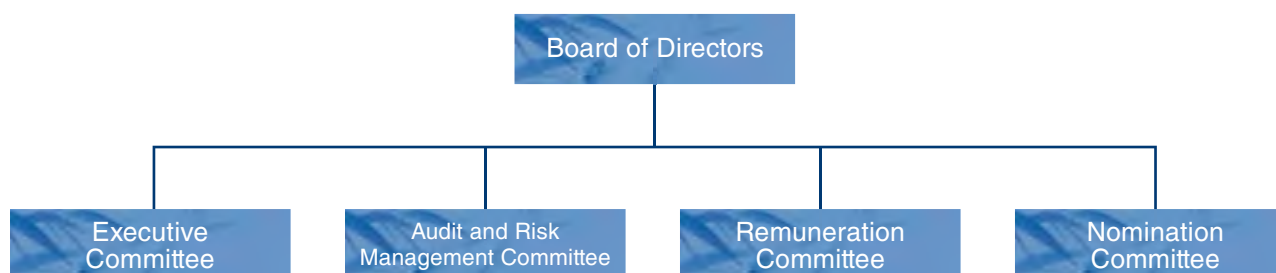 Board of Directors
Executive
Committee
Audit and Risk
Management Committee
Remuneration
Committee
Nomination
Committee